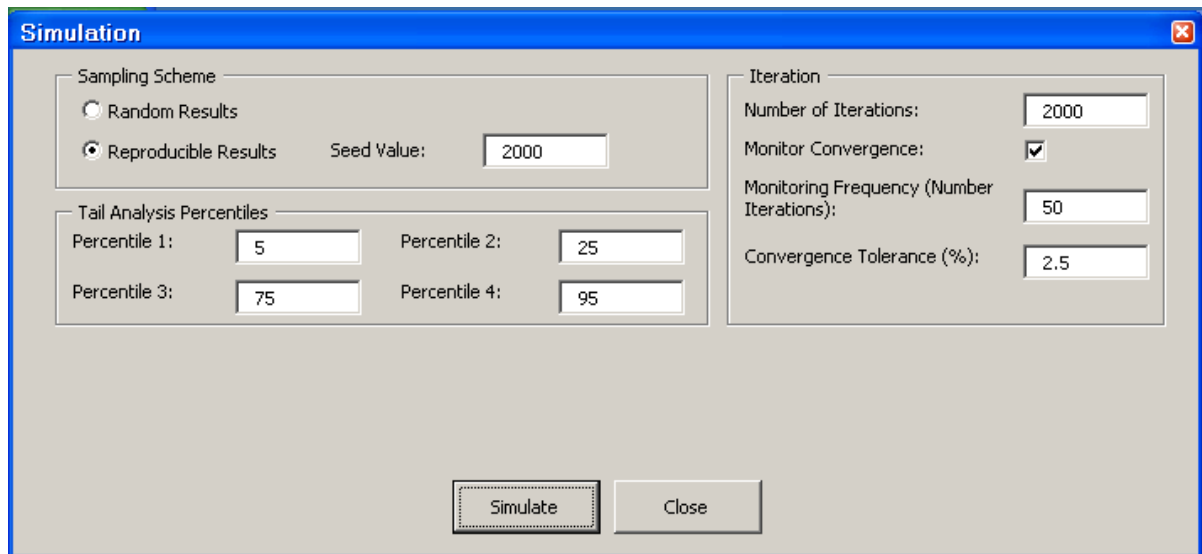 Simulation
Sampling Scheme
Random Results
Reproducible Results
Seed Value:
2000
Tail Analysis Percentiles
Percentile 1:
5
Percentile 2:
25
Percentile 3:
75
Percentile 4:
95
Iteration
Number of Iterations:
2000
Monitor Convergence:
Monitoring Frequency (Number
Iterations):
50
Convergence Tolerance (%):
2.5
Simulate
Close